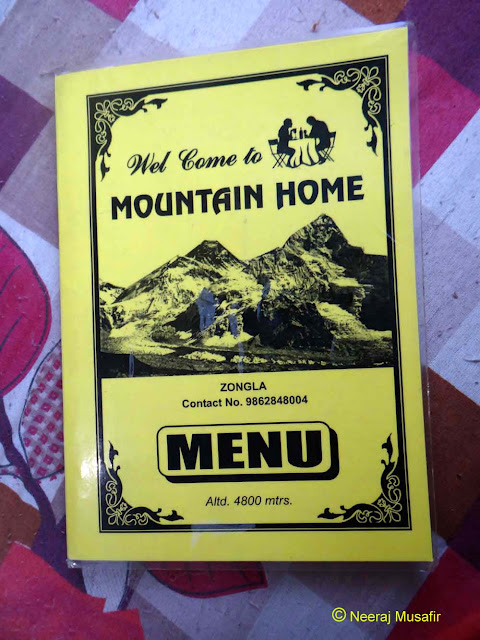 Wel Come to
MOUNTAIN HOME
ZONGLA
Contact No. 9862848004
MENU
Altd. 4800 mtrs.
© Neeraj Musafir